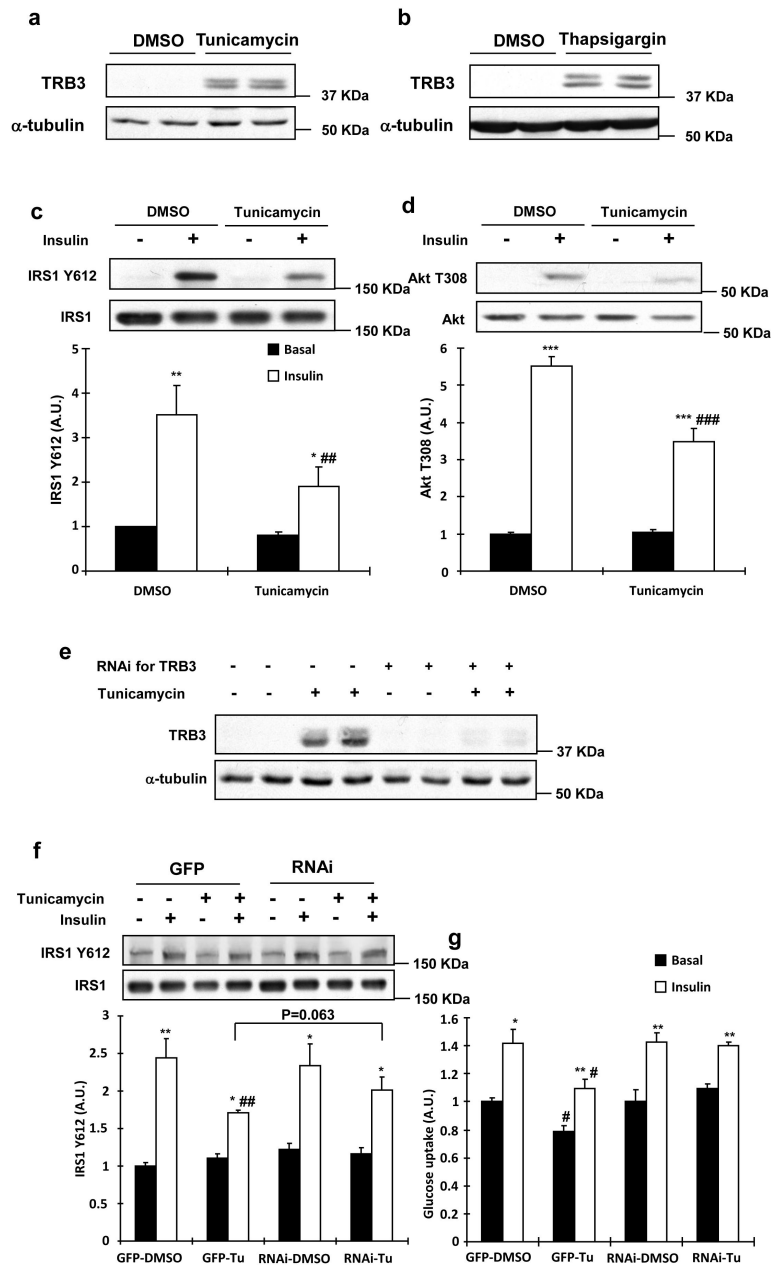 a
DMSO Tunicamycin
TRB3
37 KDa
α-tubulin
50 KDa
b
DMSO Thapsigargin
TRB3
37 KDa
α-tubulin
50 KDa
c
DMSO Tunicamycin
Insulin - + - +
IRS1 Y612
150 KDa
IRS1
150 KDa
5
4
3
2
1
0
IRS1 Y612 (A.U.)
Basal
Insulin
**
* ##
DMSO Tunicamycin
d
DMSO Tunicamycin
Insulin - + - +
Akt T308
50 KDa
Akt
50 KDa
6
5
4
3
2
1
0
Akt T308 (A.U.)
***
*** ###
DMSO Tunicamycin
e
RNAi for TRB3 - - - - + + + +
Tunicamycin - - + + - - + +
TRB3
37 KDa
α-tubulin
50 KDa
f
GFP RNAi
Tunicamycin - - + + - - + +
Insulin - + - + - + - +
IRS1 Y612
150 KDa
IRS1
150 KDa
3
2.5
2
1.5
1
0.5
0
IRS1 Y612 (A.U.)
P=0.063
**
* ##
*
*
GFP-DMSO GFP-Tu RNAi-DMSO RNAi-Tu
g
Basal
Insulin
1.6
1.4
1.2
1
0.8
0.6
0.4
0.2
0
Glucose uptake (A.U.)
*
#
** #
**
**
GFP-DMSO GFP-Tu RNAi-DMSO RNAi-Tu